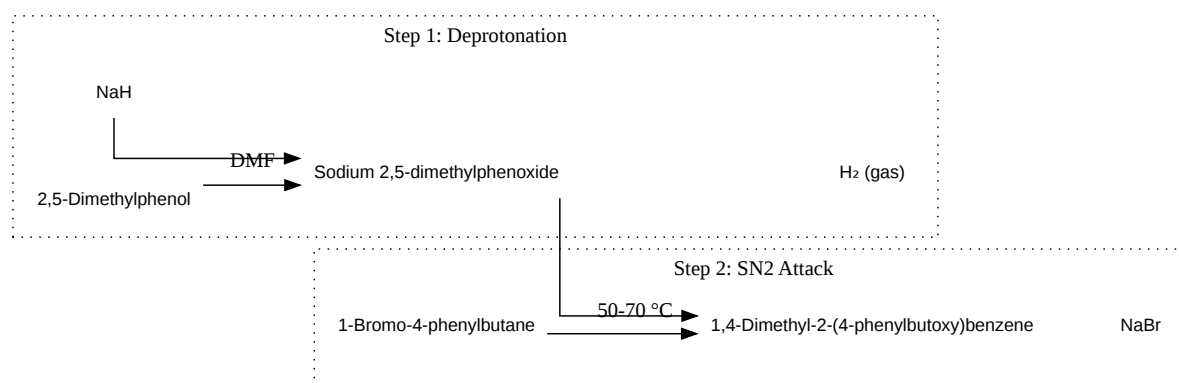 Step 1: Deprotonation
NaH
DMF
Sodium 2,5-dimethylphenoxide
H₂ (gas)
2,5-Dimethylphenol
Step 2: SN2 Attack
50-70 °C
1-Bromo-4-phenylbutane
1,4-Dimethyl-2-(4-phenylbutoxy)benzene
NaBr